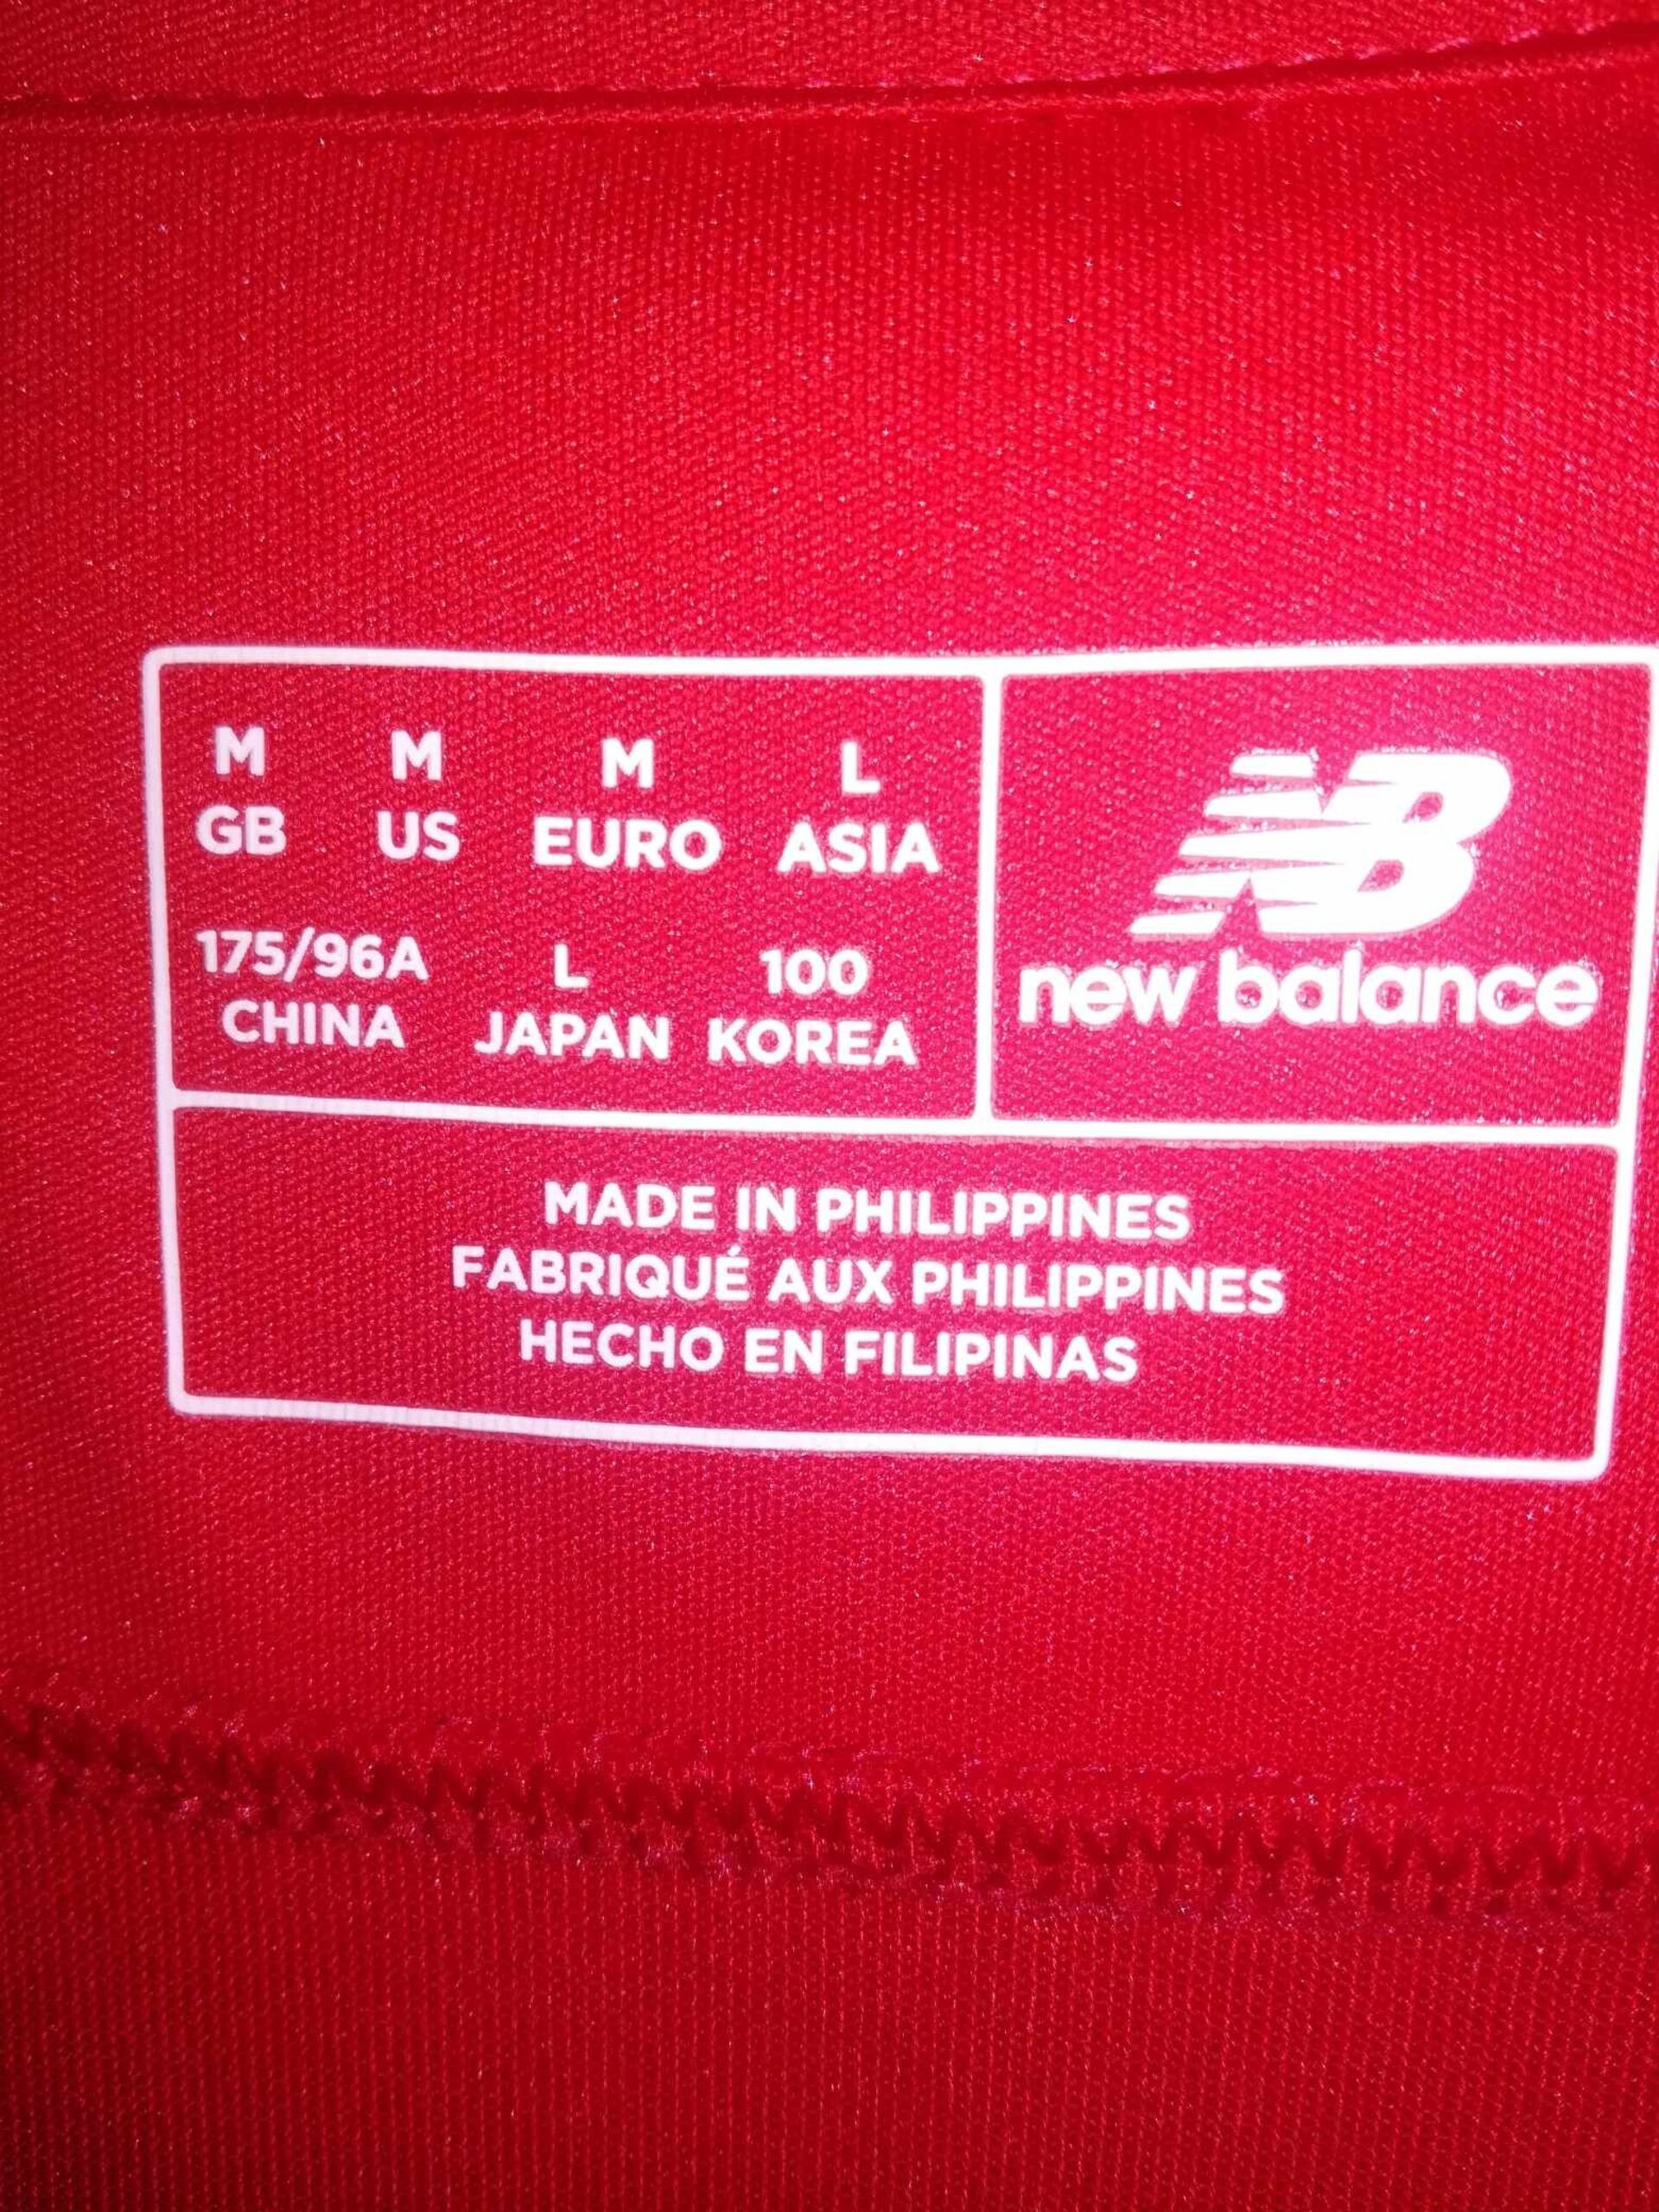 M M M L
GB US EURO ASIA
175/96A L 100
CHINA JAPAN KOREA
NB
new balance
MADE IN PHILIPPINES
FABRIQUÉ AUX PHILIPPINES
HECHO EN FILIPINAS